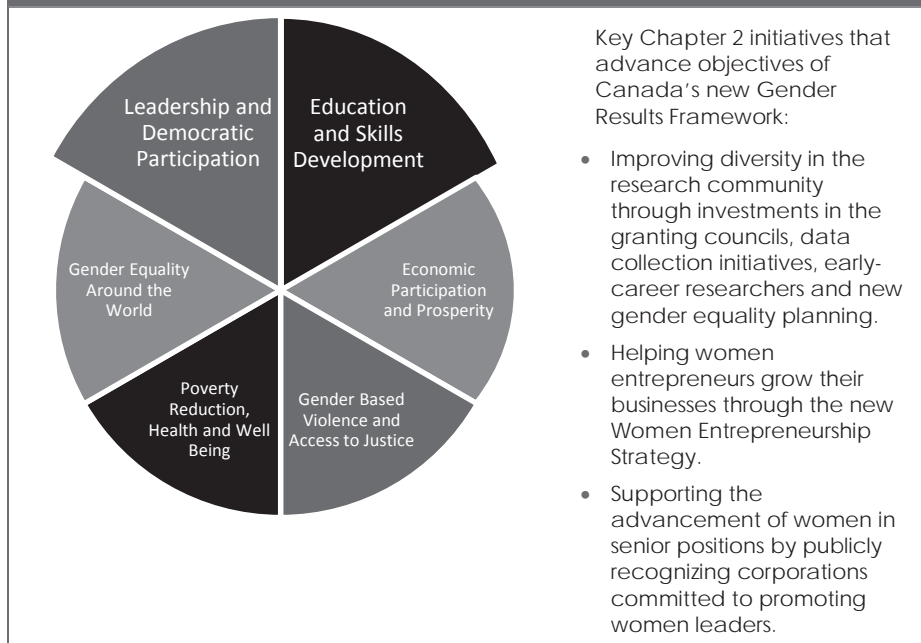 Leadership and
Democratic
Participation
Education
and Skills
Development
Gender Equality
Around the
World
Economic
Participation
and Prosperity
Poverty
Reduction,
Health and Well
Being
Gender Based
Violence and
Access to Justice
Key Chapter 2 initiatives that
advance objectives of
Canada's new Gender
Results Framework:
• Improving diversity in the
research community
through investments in the
granting councils, data
collection initiatives, early-
career researchers and new
gender equality planning.
• Helping women
entrepreneurs grow their
businesses through the new
Women Entrepreneurship
Strategy.
• Supporting the
advancement of women in
senior positions by publicly
recognizing corporations
committed to promoting
women leaders.